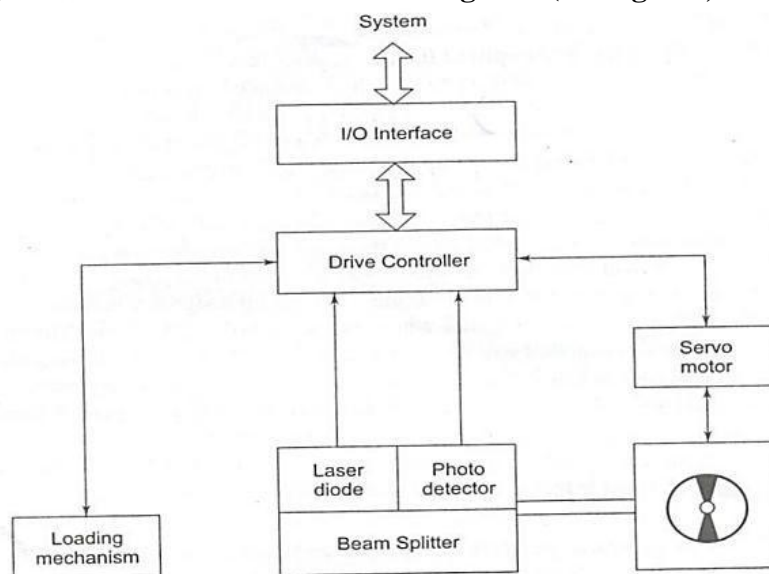 System
I/O Interface
Drive Controller
Servo
motor
Laser
diode
Photo
detector
Beam Splitter
Loading
mechanism